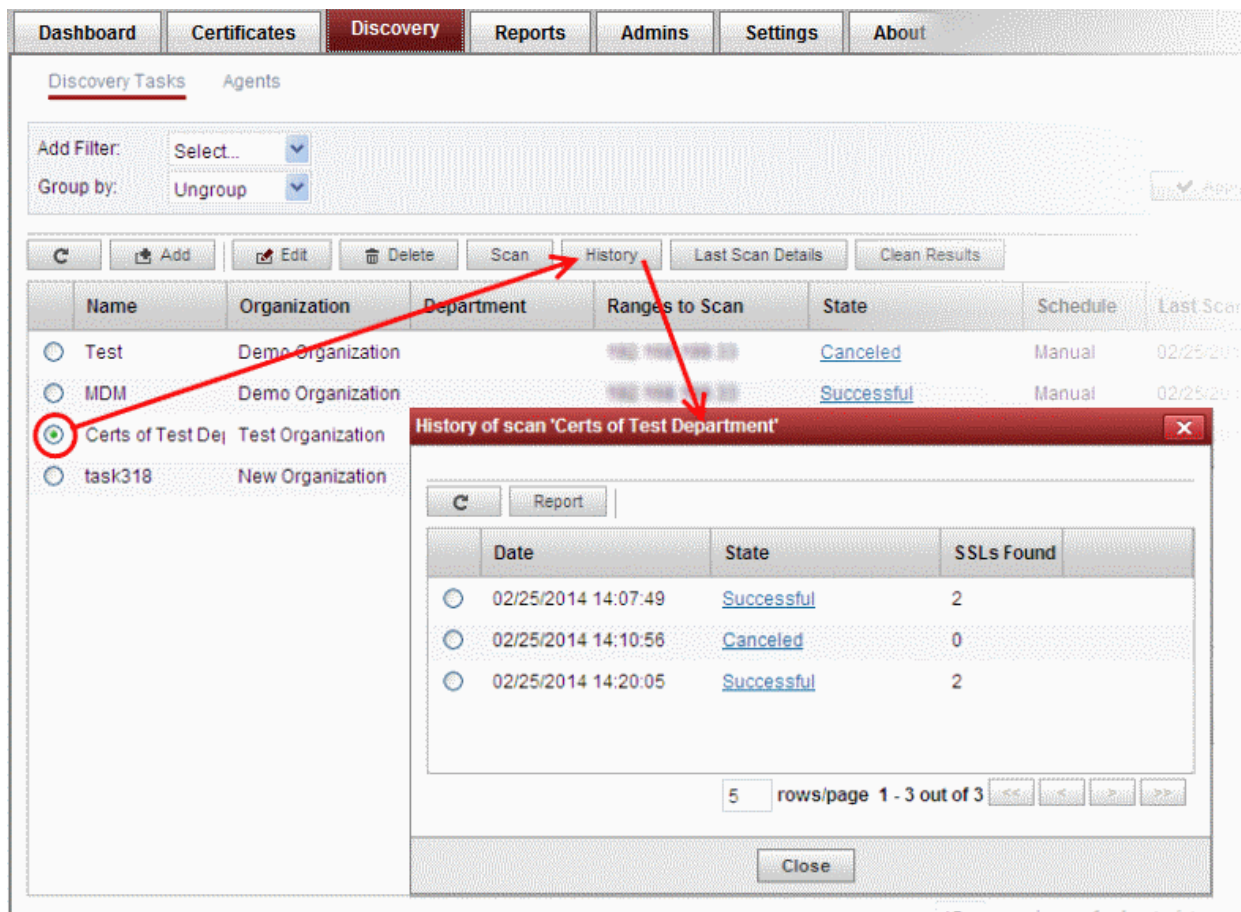 Dashboard Certificates Discovery Reports Admins Settings About
Discovery Tasks Agents
Add Filter: Select...
Group by: Ungroup
Add Edit Delete Scan History Last Scan Details Clean Results
Name Organization Department Ranges to Scan State Schedule Last
Test Demo Organization Canceled Manual
MDM Demo Organization Successful Manual
Certs of Test Test Organization
task318 New Organization
History of scan 'Certs of Test Department'
Report
Date State SSLs Found
02/25/2014 14:07:49 Successful 2
02/25/2014 14:10:56 Canceled 0
02/25/2014 14:20:05 Successful 2
5 rows/page 1 - 3 out of 3 << < > >>
Close